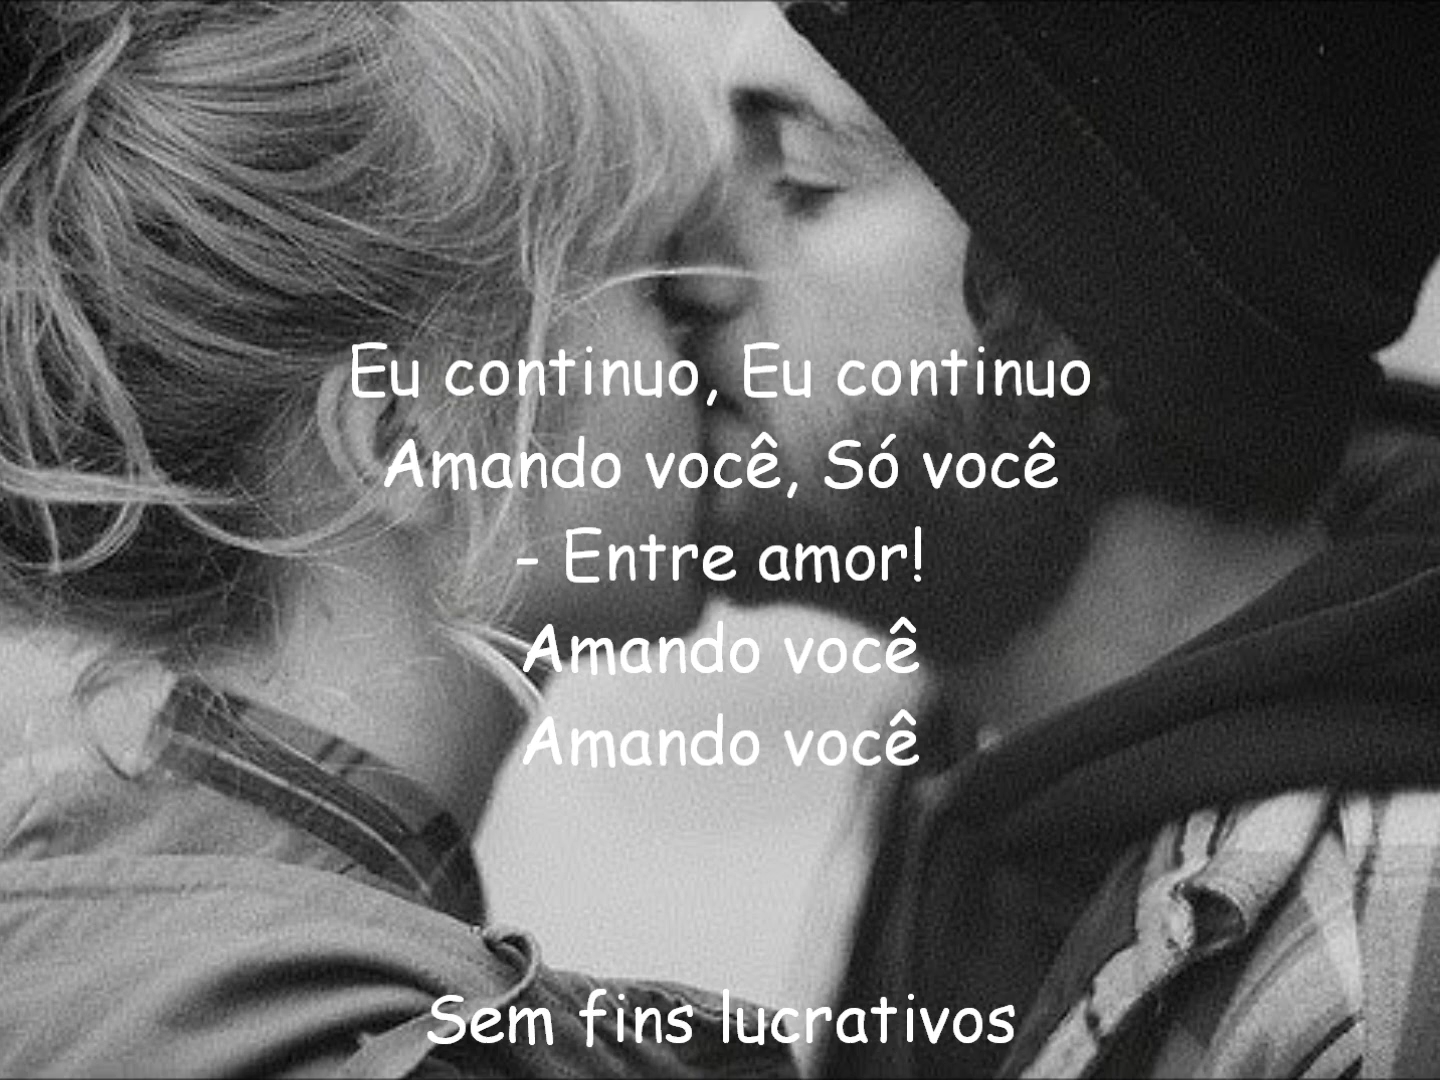 Eu continuo, Eu continuo
Amando você, Só você
- Entre amor!
Amando você
Amando você
Sem fins lucrativos